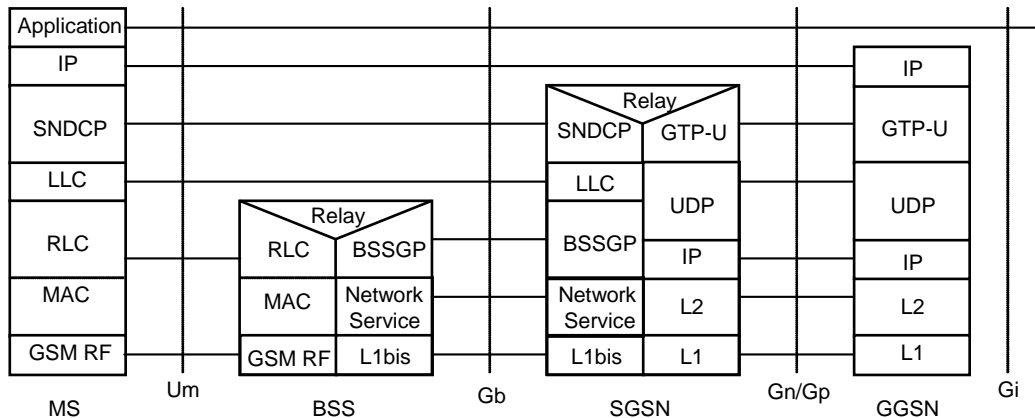 Application
IP
IP
Relay
SNDCP
SNDCP
GTP-U
GTP-U
LLC
LLC
UDP
UDP
Relay
RLC
RLC
BSSGP
BSSGP
IP
IP
MAC
MAC
Network
Service
Network
Service
L2
L2
GSM RF
GSM RF
L1bis
L1bis
L1
L1
Um
Gb
Gn/Gp
Gi
MS
BSS
SGSN
GGSN